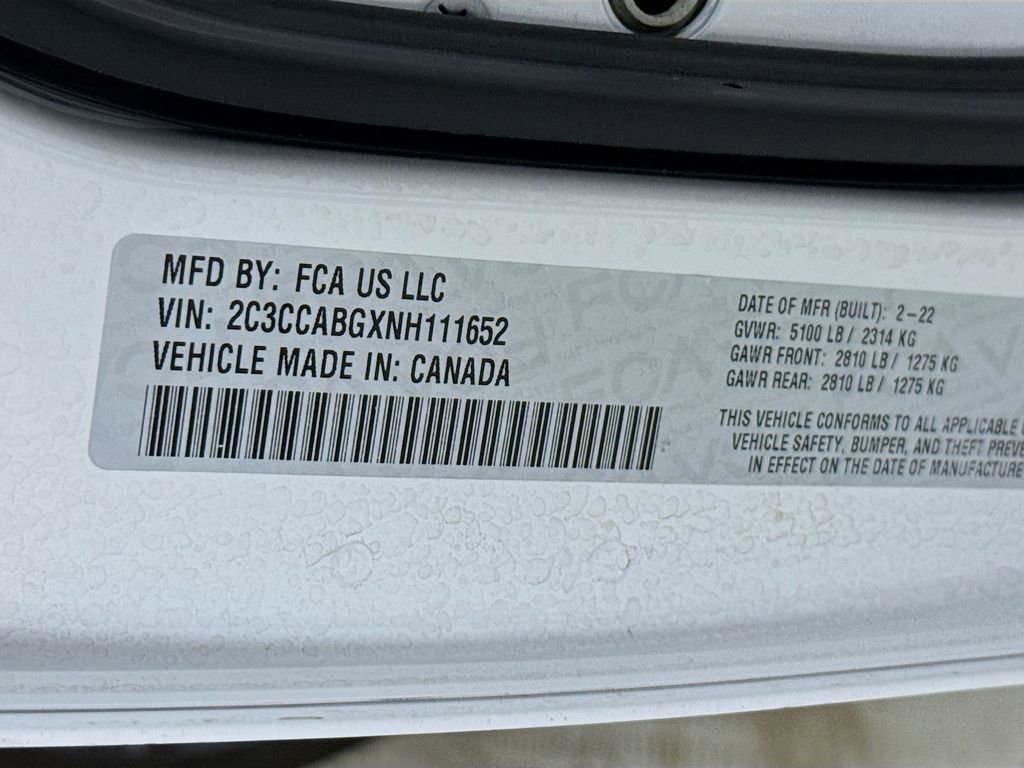 MFD BY: FCA US LLC
VIN: 2C3CCABGXNH111652
VEHICLE MADE IN: CANADA
DATE OF MFR (BUILT): 2-22
GVWR: 5100 LB / 2314 KG
GAWR FRONT: 2810 LB / 1275 KG
GAWR REAR: 2810 LB / 1275 KG
THIS VEHICLE CONFORMS TO ALL APPLICABLE
VEHICLE SAFETY, BUMPER, AND THEFT PREVE
IN EFFECT ON THE DATE OF MANUFACTURE